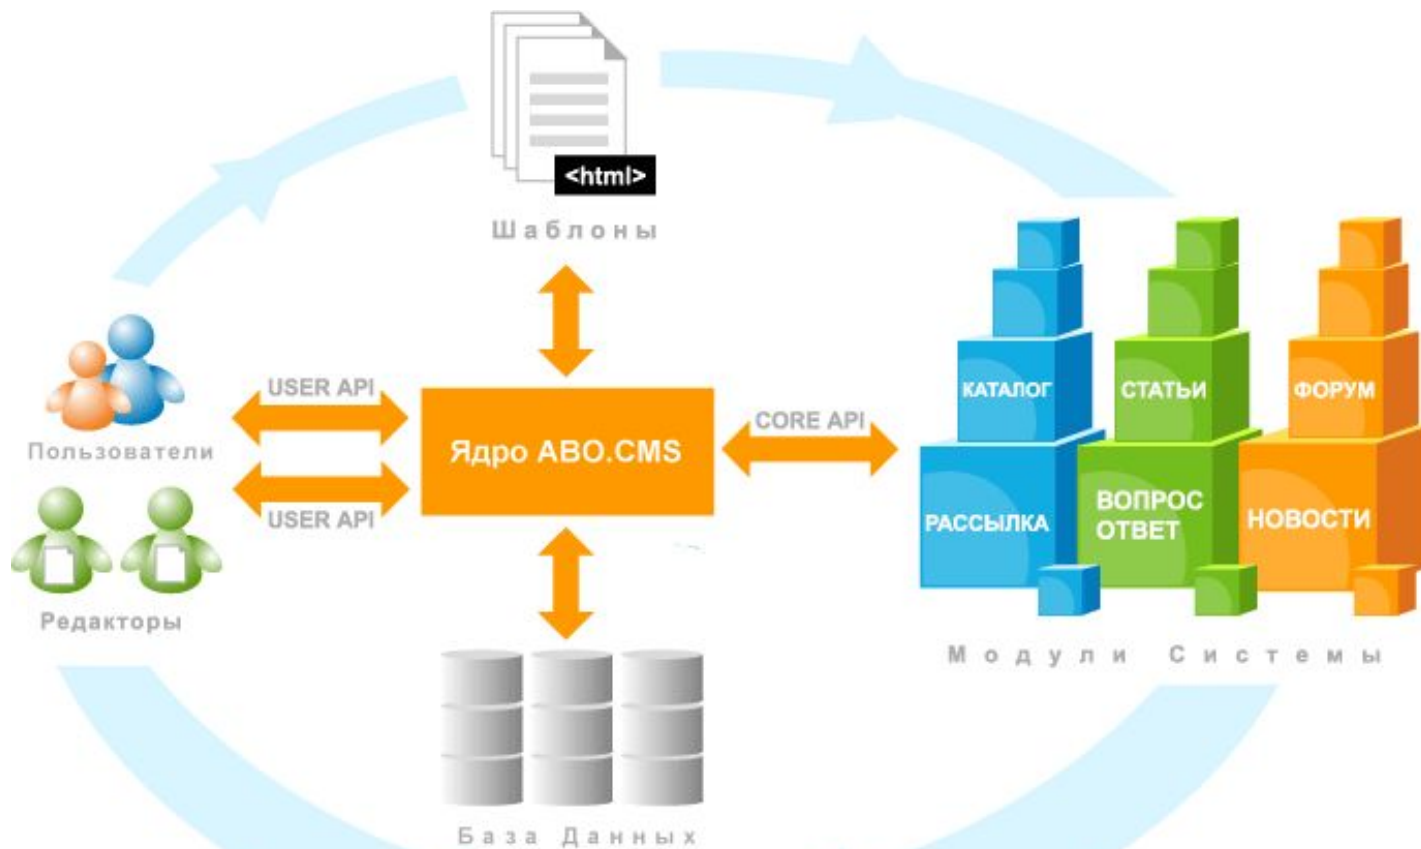 <html>
Шаблоны
USER API
Пользователи
USER API
Редакторы
Ядро ABO.CMS
CORE API
КАТАЛОГ
СТАТЬИ
ФОРУМ
РАССЫЛКА
ВОПРОС
ОТВЕТ
НОВОСТИ
Модули Системы
База Данных